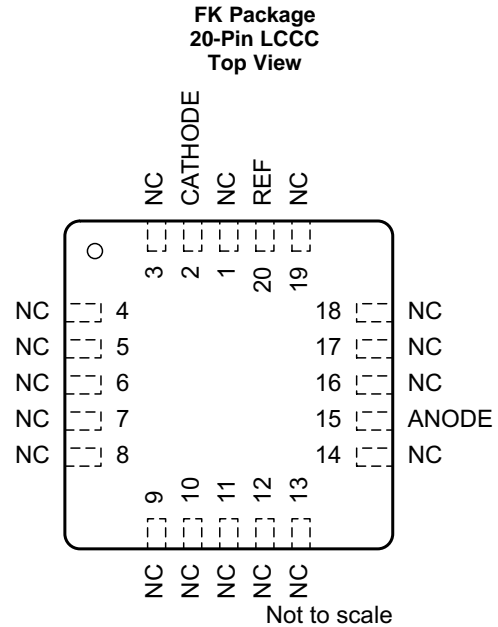 FK Package
20-Pin LCCC
Top View
NC CATHODE NC REF NC
3 2 1 20 19
NC 4 18 NC
NC 5 17 NC
NC 6 16 NC
NC 7 15 ANODE
NC 8 14 NC
9 10 11 12 13
NC NC NC NC NC
Not to scale